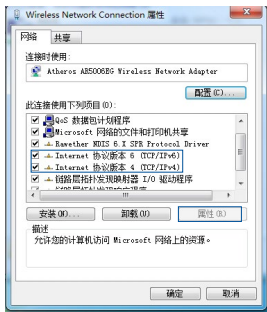 Wireless Network Connection 属性
网络 共享
连接时使用:
Atheros AR5006EG Wireless Network Adapter
配置(C)...
此连接使用下列项目(O):
QoS 数据包计划程序
Microsoft 网络的文件和打印机共享
Rawether NDIS 6.X SPR Protocol Driver
Internet 协议版本 6 (TCP/IPv6)
Internet 协议版本 4 (TCP/IPv4)
链路层拓扑发现映射器 I/O 驱动程序
安装(N)... 卸载(U) 属性(R)
描述
允许您的计算机访问 Microsoft 网络上的资源。
确定 取消